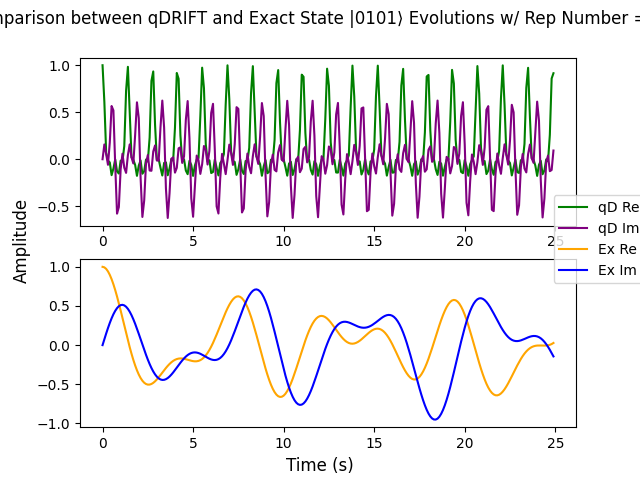 nparison between qDRIFT and Exact State |0101⟩ Evolutions w/ Rep Number =
1.0
0.5
0.0
−0.5
0 5 10 15 20 25
qD Re
qD Im
Ex Re
Ex Im
Amplitude
1.0
0.5
0.0
−0.5
−1.0
0 5 10 15 20 25
Time (s)